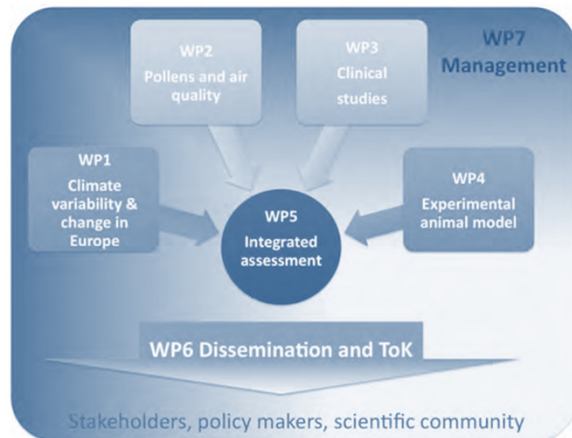 WP2
Pollens and air
quality
WP3
Clinical
studies
WP7
Management
WP1
Climate
variability &
change in
Europe
WP5
Integrated
assessment
WP4
Experimental
animal model
WP6 Dissemination and ToK
Stakeholders, policy makers, scientific community